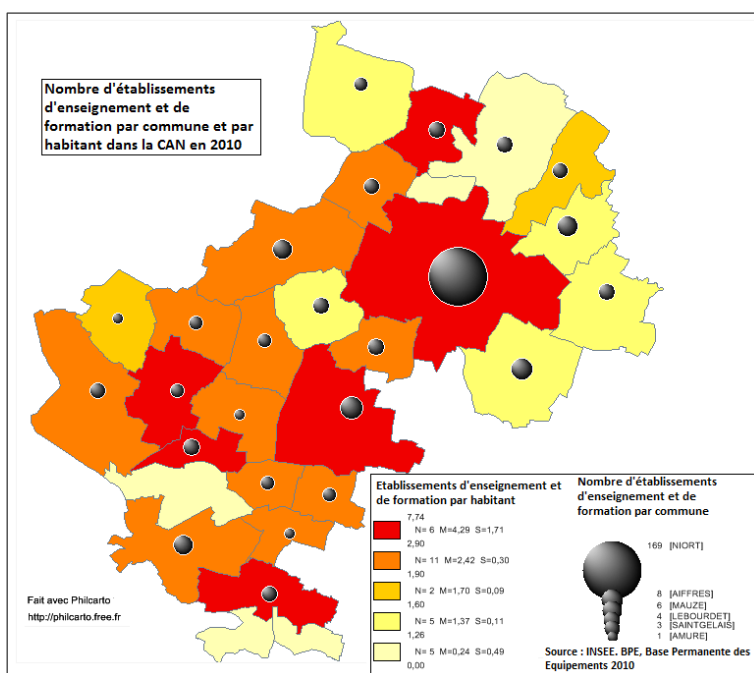 Nombre d'établissements
d'enseignement et de
formation par commune et par
habitant dans la CAN en 2010
Etablissements d'enseignement et
de formation par habitant
7,74
N= 6 M=4,29 S=1,71
2,90
N= 11 M=2,42 S=0,30
1,90
N= 2 M=1,70 S=0,09
1,60
N= 5 M=1,37 S=0,11
1,26
N= 5 M=0,24 S=0,49
0,00
Nombre d'établissements
d'enseignement et de
formation par commune
169 [NIORT]
8 [AIFFRES]
6 [MAUZE]
4 [LEBOURDET]
3 [SAINTGELAIS]
1 [AMURE]
Source : INSEE. BPE, Base Permanente des
Equipements 2010
Fait avec Philcarto
http://philcarto.free.fr